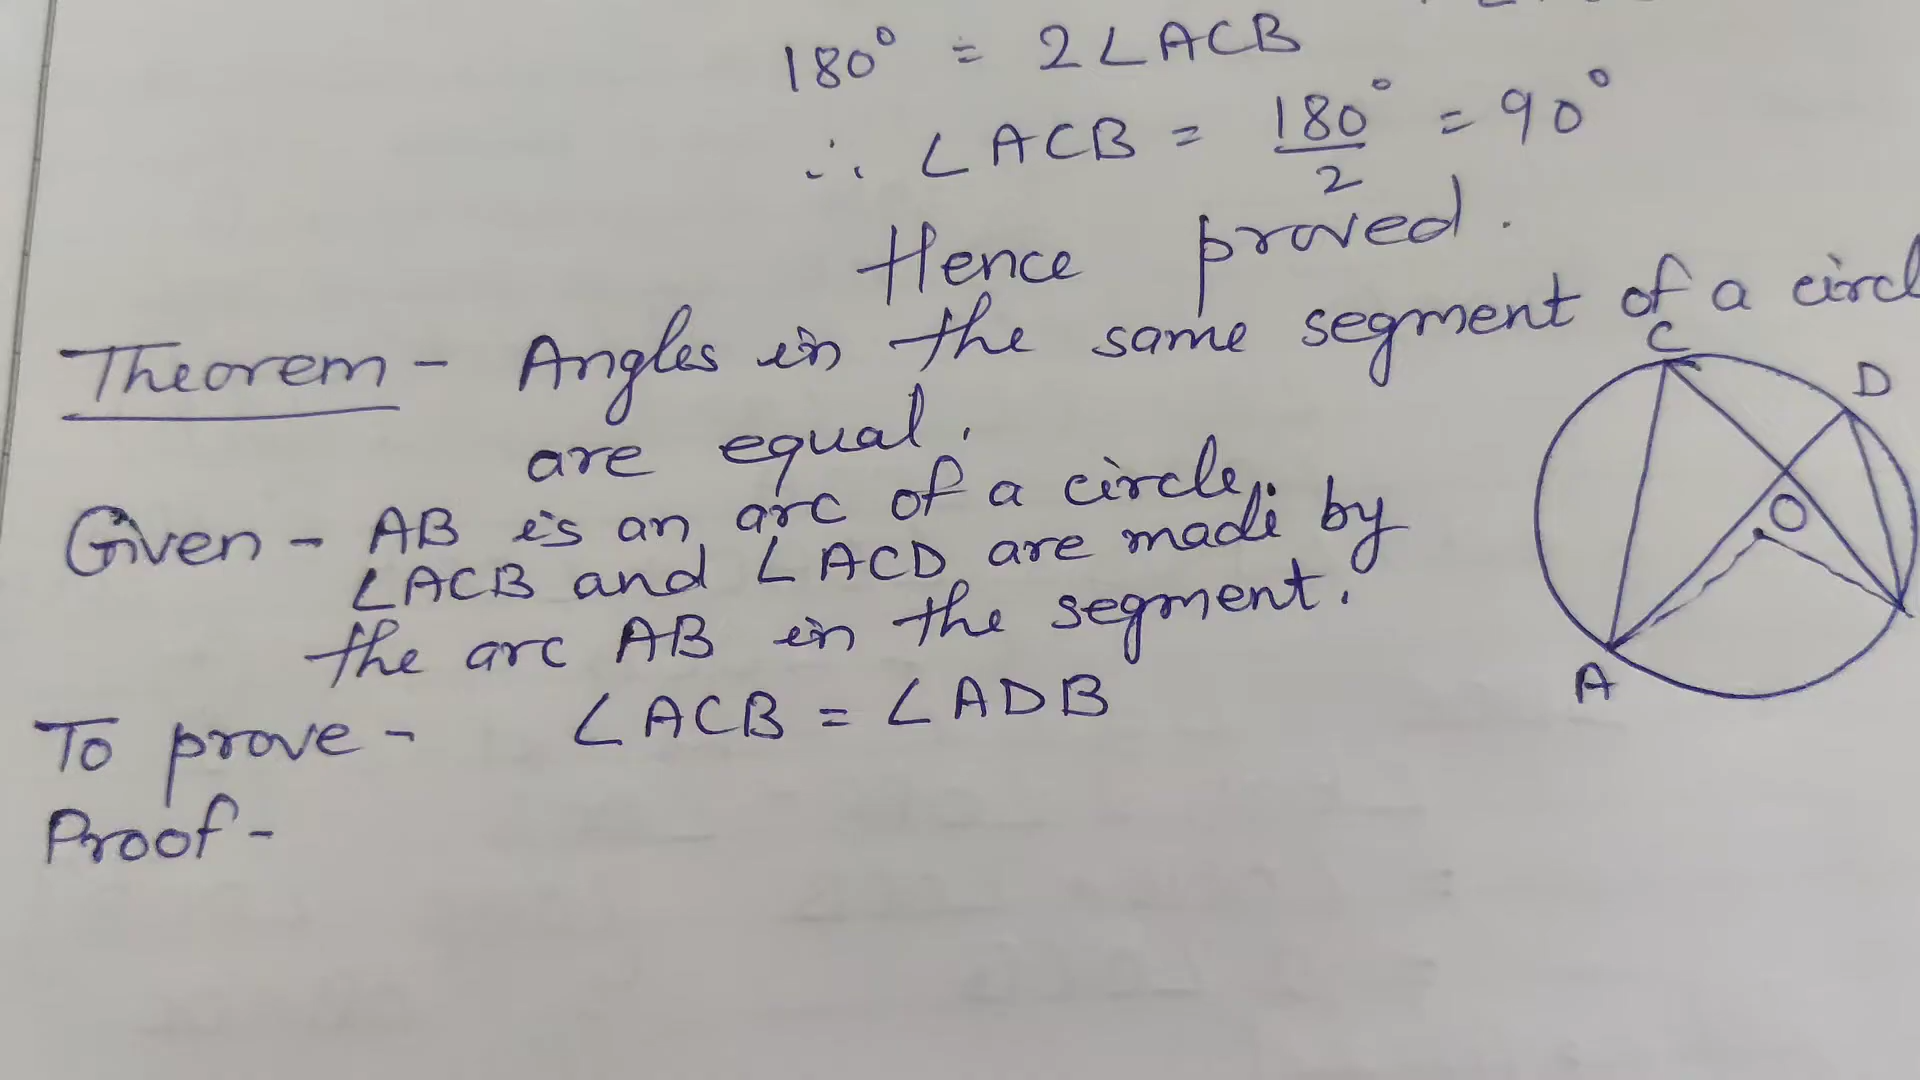 180° = 2∠ACB
∴ ∠ACB = 180°/2 = 90°
Hence proved.
Theorem - Angles in the same segment of a circl
are equal.
Given - AB is an arc of a circle.
∠ACB and ∠ACD are made by
the arc AB in the segment.
To prove - ∠ACB = ∠ADB
Proof -
C
D
O
A